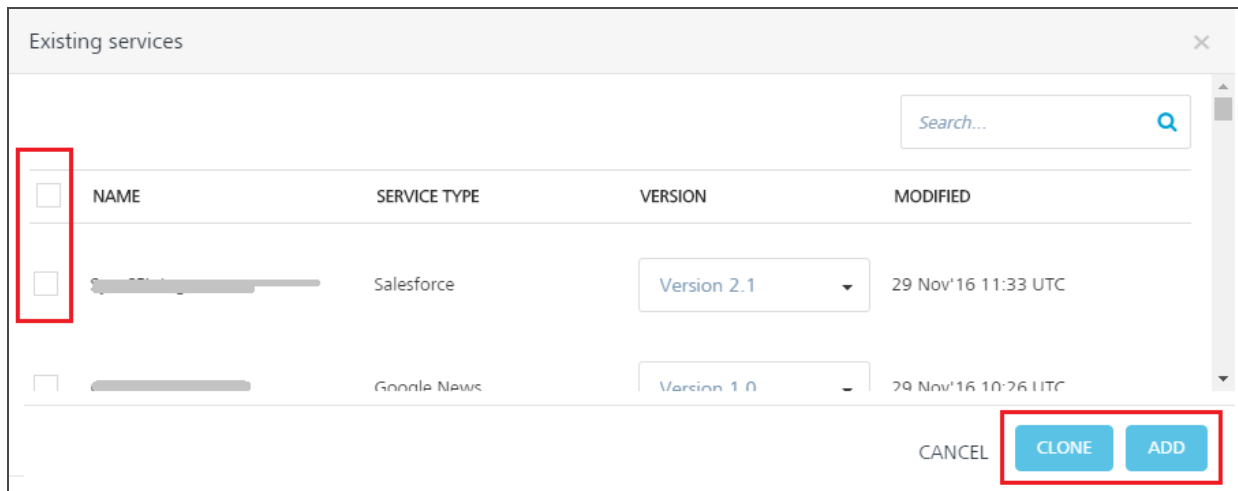 Existing services
Search...
NAME SERVICE TYPE VERSION MODIFIED
Salesforce Version 2.1 29 Nov'16 11:33 UTC
Google News Version 1.0 29 Nov'16 10:26 UTC
CANCEL CLONE ADD